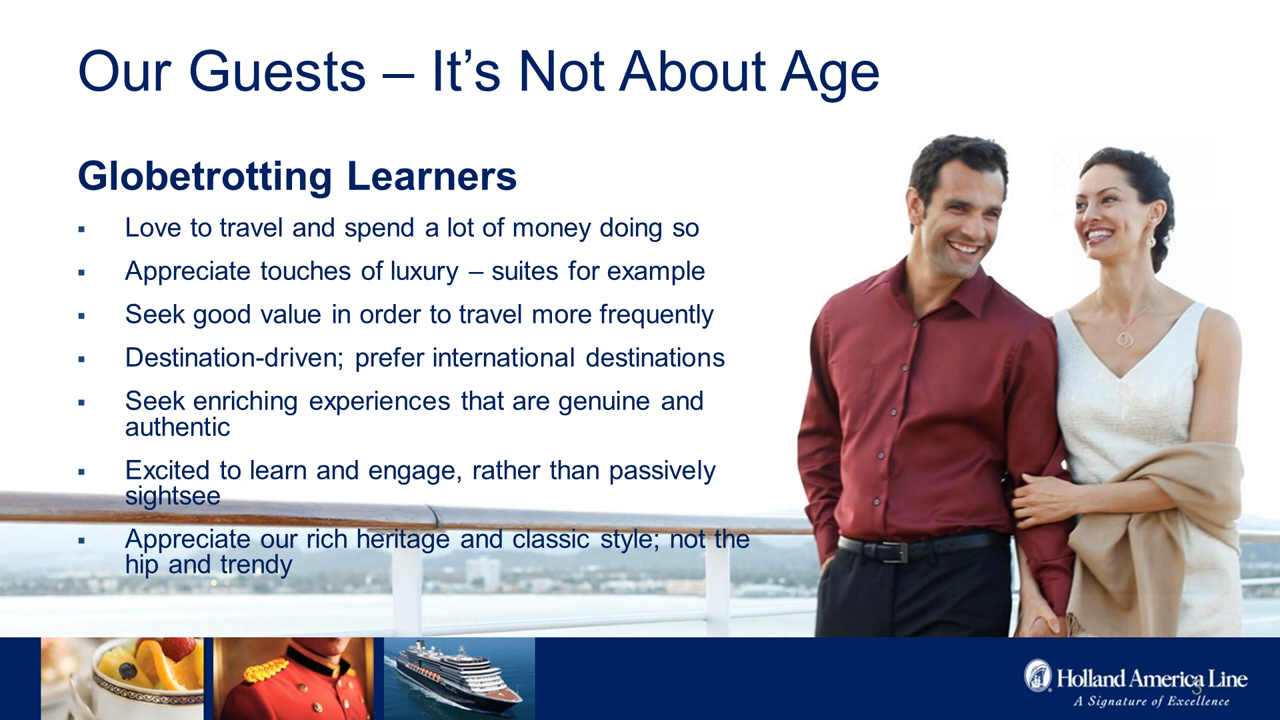 Our Guests – It’s Not About Age
Globetrotting Learners
▪ Love to travel and spend a lot of money doing so
▪ Appreciate touches of luxury – suites for example
▪ Seek good value in order to travel more frequently
▪ Destination-driven; prefer international destinations
▪ Seek enriching experiences that are genuine and
authentic
▪ Excited to learn and engage, rather than passively
sightsee
▪ Appreciate our rich heritage and classic style; not the
hip and trendy
Holland America Line
3
A Signature of Excellence